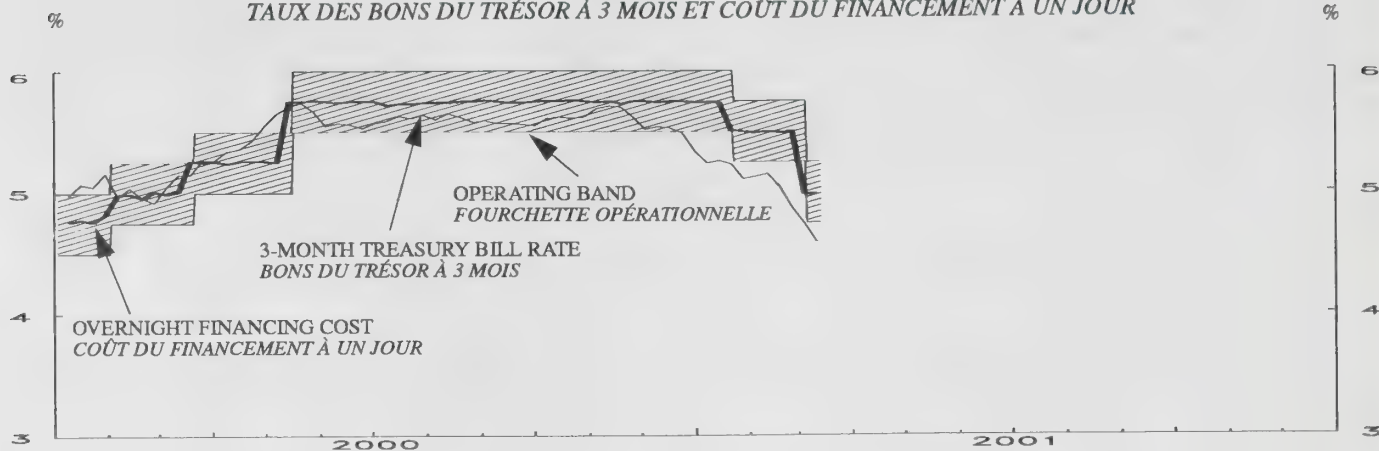 TAUX DES BONS DU TRÉSOR À 3 MOIS ET COÛT DU FINANCEMENT À UN JOUR
% %
6 6
5 5
OPERATING BAND
FOURCHETTE OPÉRATIONNELLE
3-MONTH TREASURY BILL RATE
BONS DU TRÉSOR À 3 MOIS
4 4
OVERNIGHT FINANCING COST
COÛT DU FINANCEMENT À UN JOUR
3 3
2000 2001